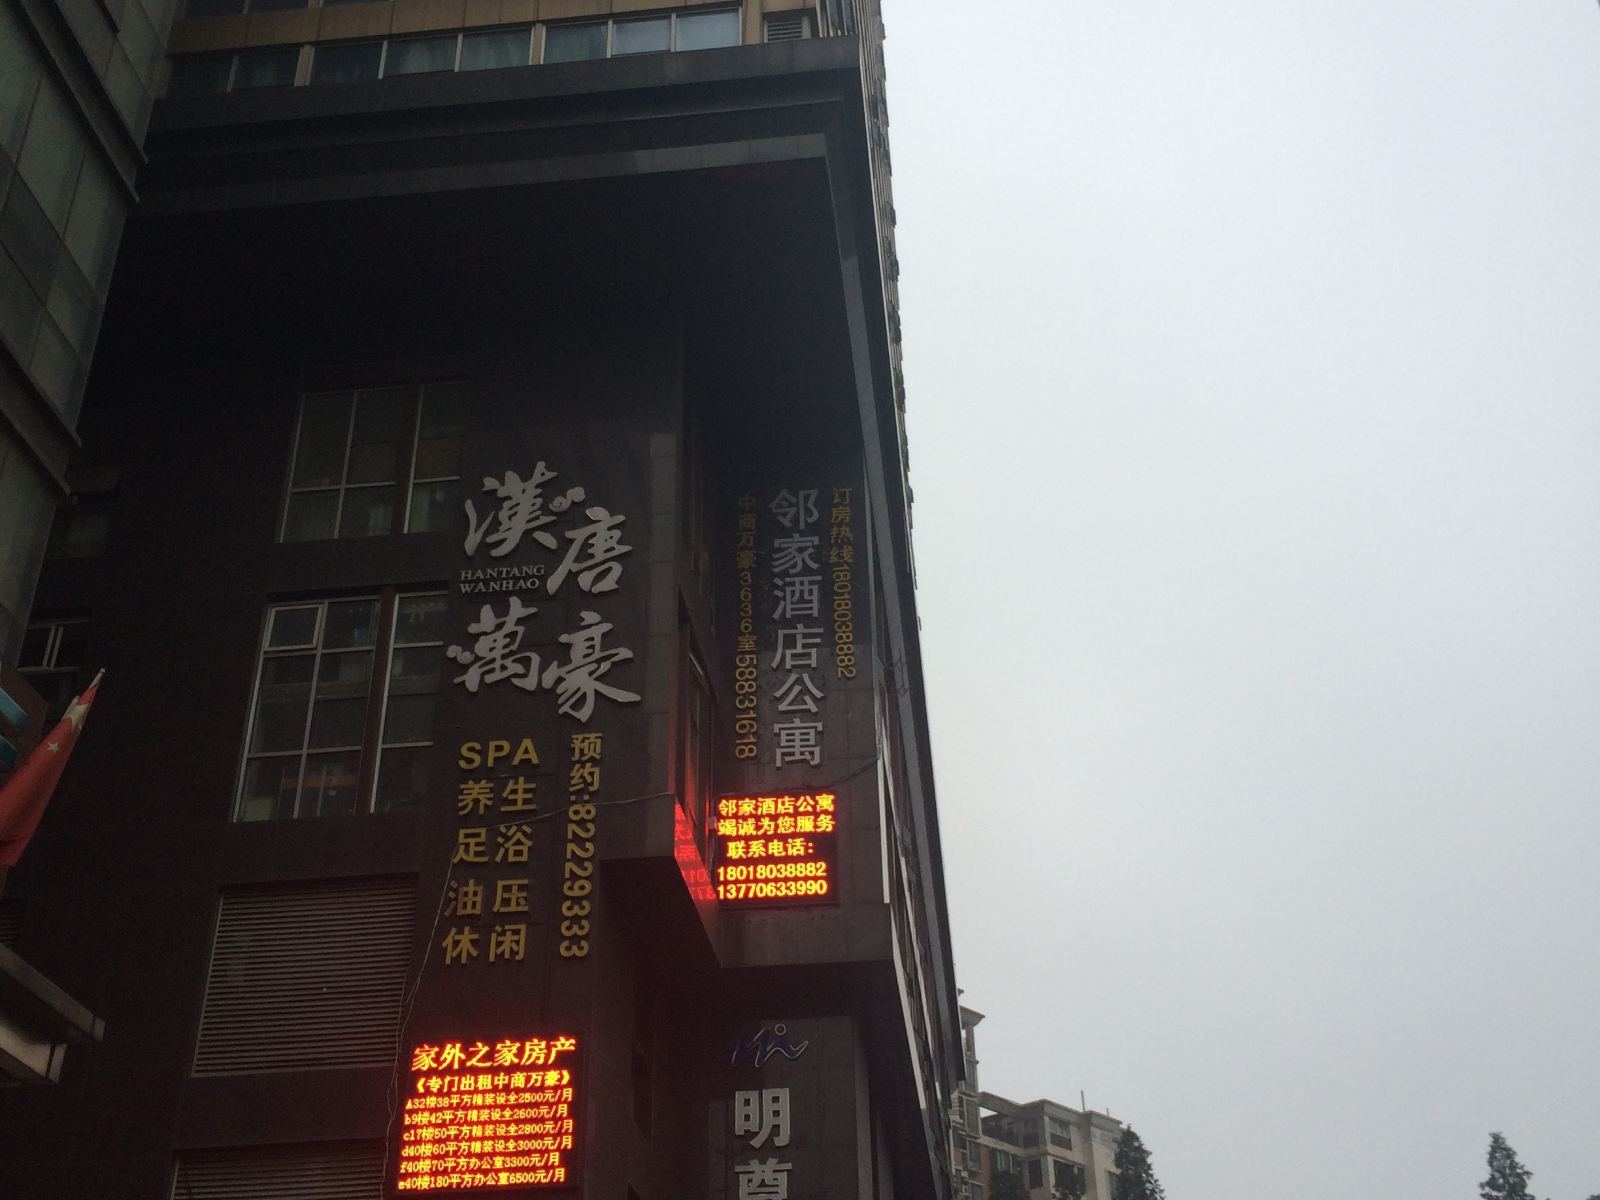 漢唐
HANTANG
WANHAO
萬豪
SPA
养生
足浴
油压
休闲
预约:82229333
家外之家房产
《专门出租中商万豪》
A32楼38平方精装设全2500元/月
b9楼42平方精装设全2600元/月
c17楼50平方精装设全2800元/月
d40楼60平方精装设全3000元/月
f40楼70平方办公室3300元/月
e40楼180平方办公室6500元/月
中商万豪3636室58831618
邻家酒店公寓
订房热线18018038882
邻家酒店公寓
竭诚为您服务
联系电话:
18018038882
13770633990
明尊